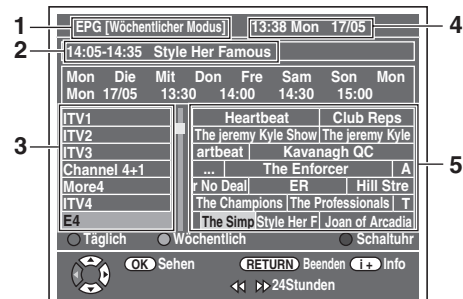 1 EPG [Wöchentlicher Modus] 13:38 Mon 17/05 4
2 14:05-14:35 Style Her Famous
Mon Die Mit Don Fre Sam Son Mon
Mon 17/05 13:30 14:00 14:30 15:00
ITV1 Heartbeat Club Reps
ITV2 The jeremy Kyle Show The jeremy Kyle
3 ITV3 artbeat Kavanagh QC 5
Channel 4+1 ... The Enforcer A
More4 r No Deal ER Hill Stre
ITV4 The Champions The Professionals T
E4 The Simp Style Her F Joan of Arcadia
Täglich Wöchentlich Schaltuhr
OK Sehen RETURN Beenden i+ Info
24Stunden